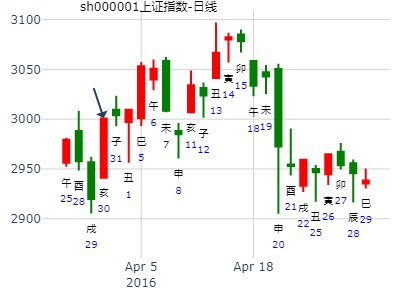 sh000001上证指数-日线
3100
3050
3000
2950
2900
午
25
酉
28
戌
29
亥
30
子
31
丑
1
巳
5
午
6
未
7
申
8
亥
11
子
12
丑
13
寅
14
卯
15
午
18
未
19
申
20
酉
21
戌
22
丑
25
寅
26
卯
27
辰
28
巳
29
Apr 5
2016
Apr 18